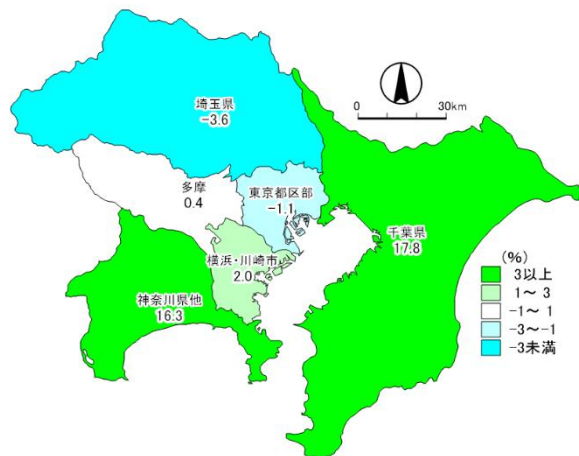 埼玉県
-3.6
0
30km
多摩
0.4
東京都区部
-1.1
千葉県
17.8
横浜・川崎市
2.0
神奈川県他
16.3
(%)
3以上
1～ 3
-1～ 1
-3～-1
-3未満